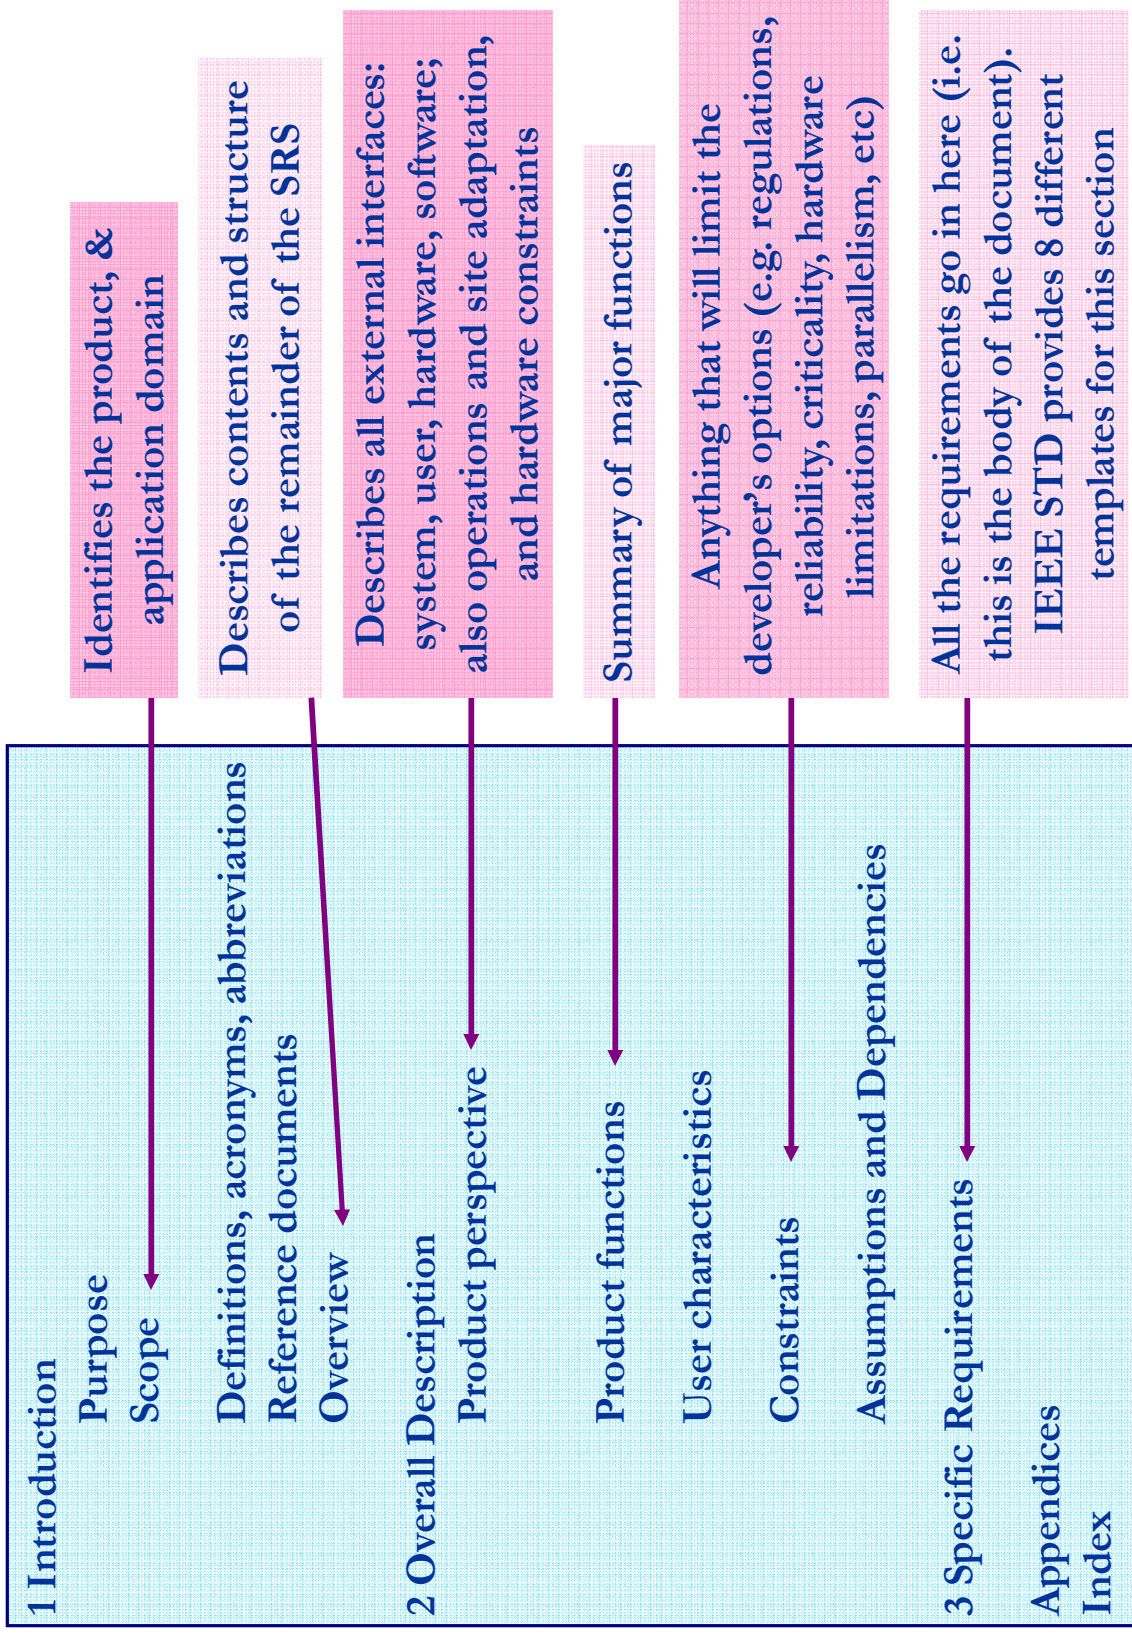 1 Introduction
Purpose
Scope
Definitions, acronyms, abbreviations
Reference documents
Overview
2 Overall Description
Product perspective
Product functions
User characteristics
Constraints
Assumptions and Dependencies
3 Specific Requirements
Appendices
Index
Identifies the product, &
application domain
Describes contents and structure
of the remainder of the SRS
Describes all external interfaces:
system, user, hardware, software;
also operations and site adaptation,
and hardware constraints
Summary of major functions
Anything that will limit the
developer’s options (e.g. regulations,
reliability, criticality, hardware
limitations, parallelism, etc)
All the requirements go in here (i.e.
this is the body of the document).
IEEE STD provides 8 different
templates for this section